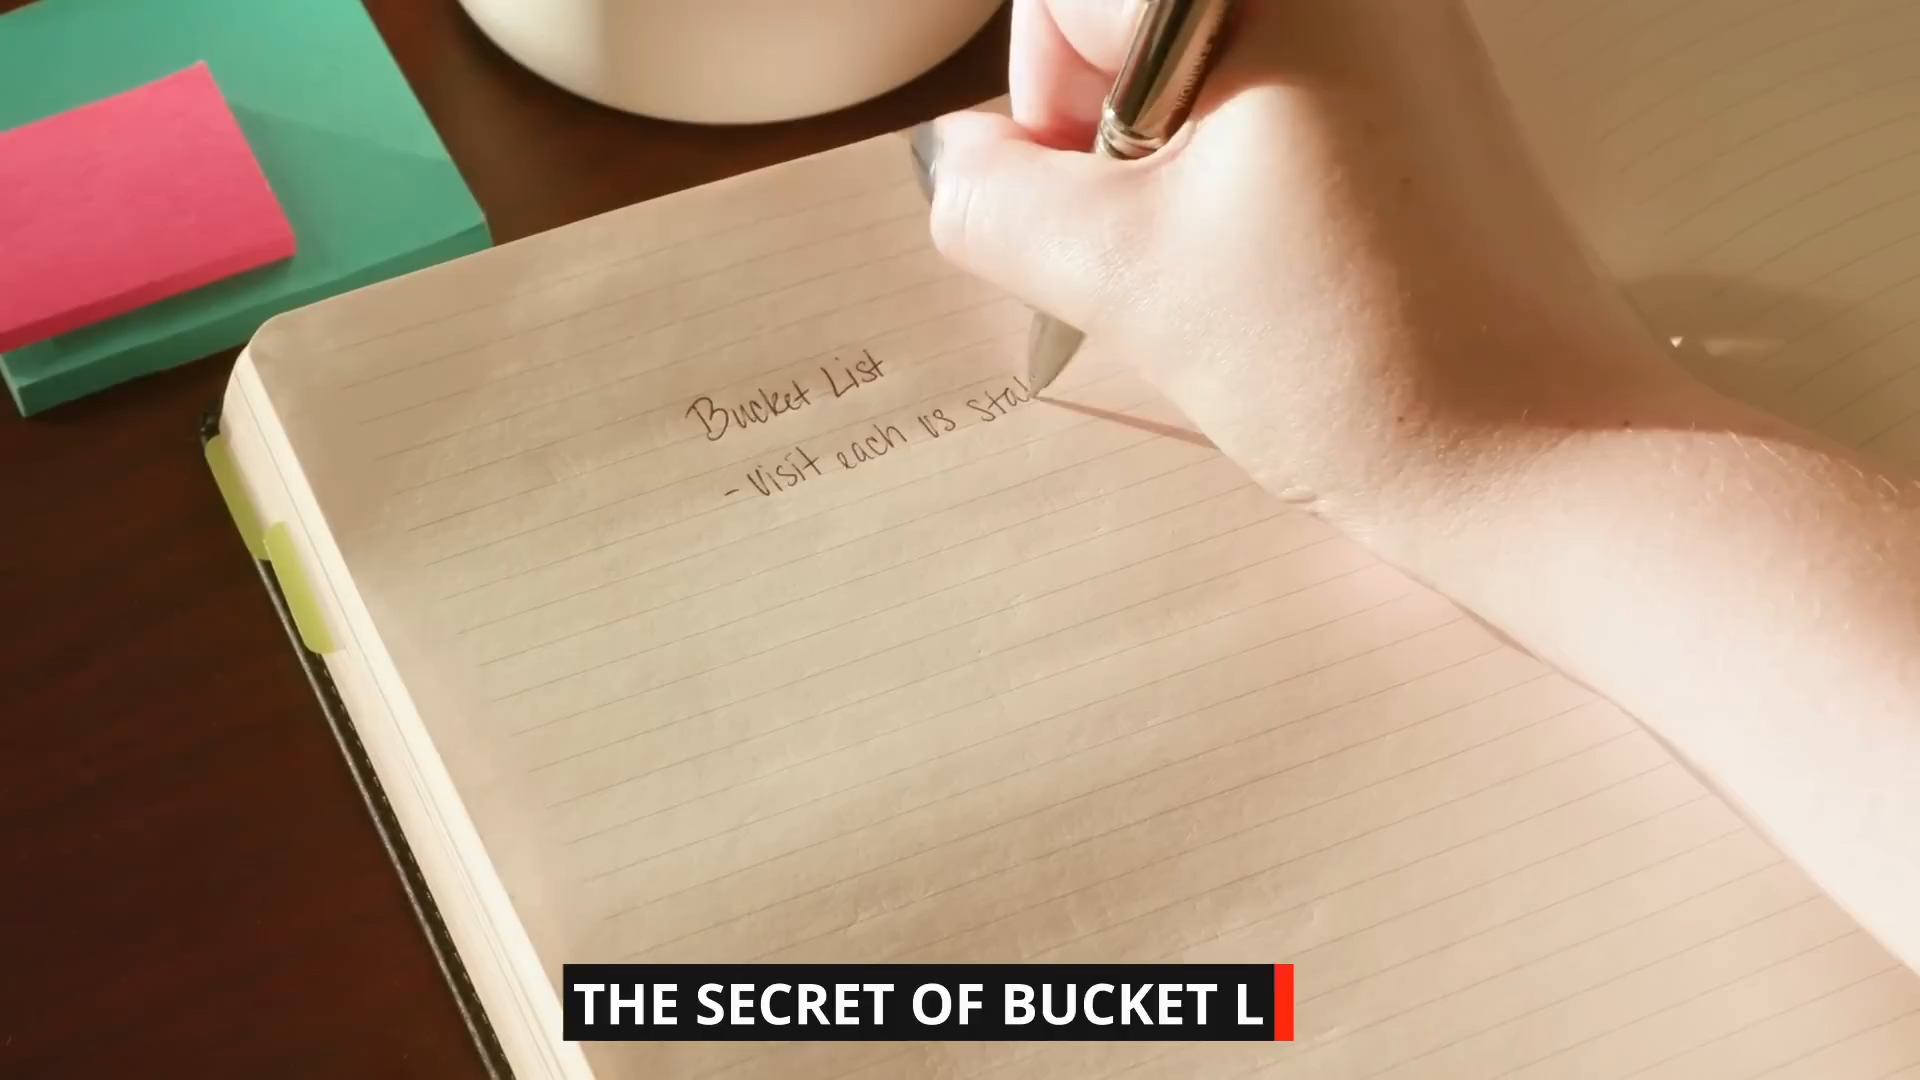 Bucket List
- Visit each US sta
THE SECRET OF BUCKET L